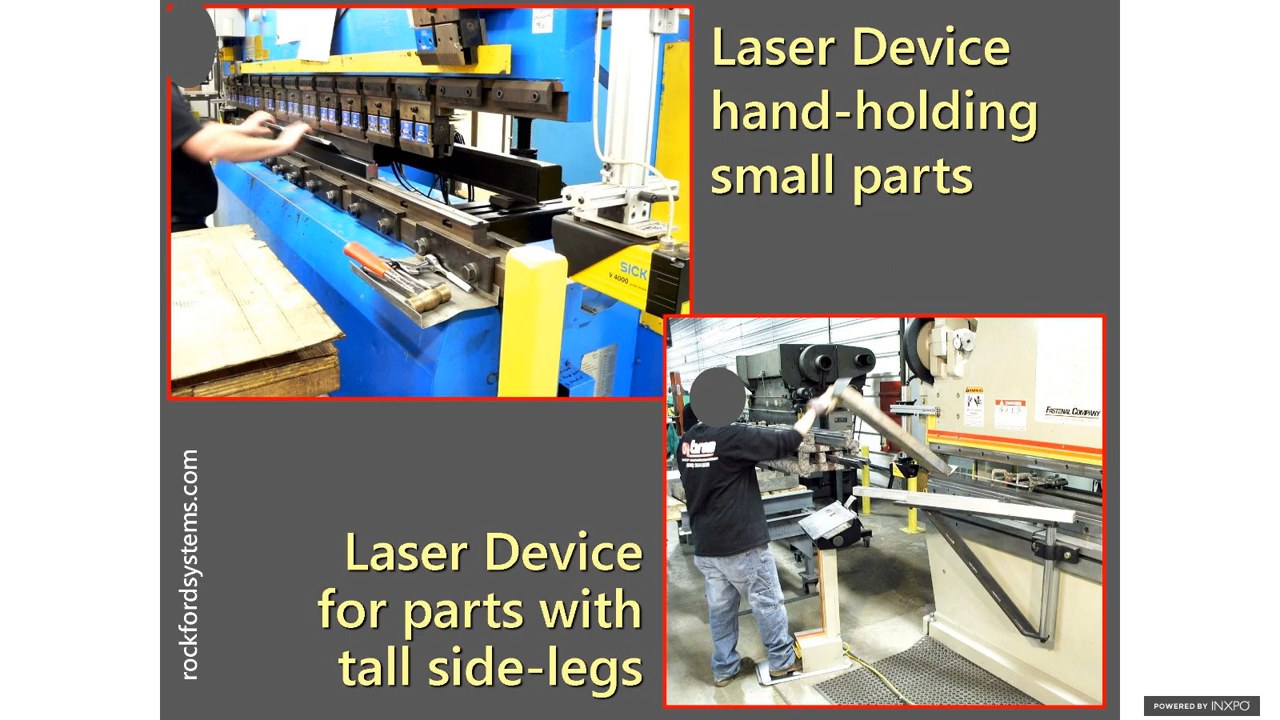 Laser Device
hand-holding
small parts
SICK
V 4000
FASTENAL COMPANY
rockfordsystems.com
Laser Device
for parts with
tall side-legs
POWERED BY INXPO